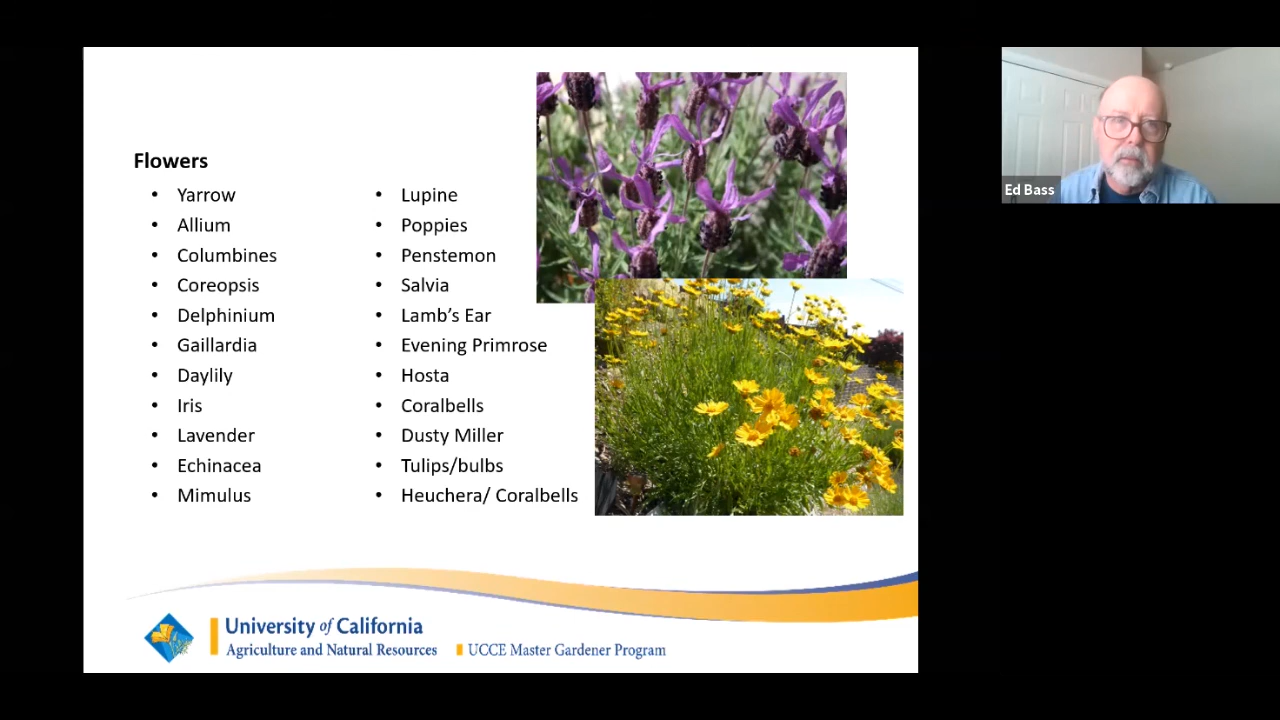 Flowers
• Yarrow
• Allium
• Columbines
• Coreopsis
• Delphinium
• Gaillardia
• Daylily
• Iris
• Lavender
• Echinacea
• Mimulus
• Lupine
• Poppies
• Penstemon
• Salvia
• Lamb’s Ear
• Evening Primrose
• Hosta
• Coralbells
• Dusty Miller
• Tulips/bulbs
• Heuchera/ Coralbells
University of California
Agriculture and Natural Resources
UCCE Master Gardener Program
Ed Bass